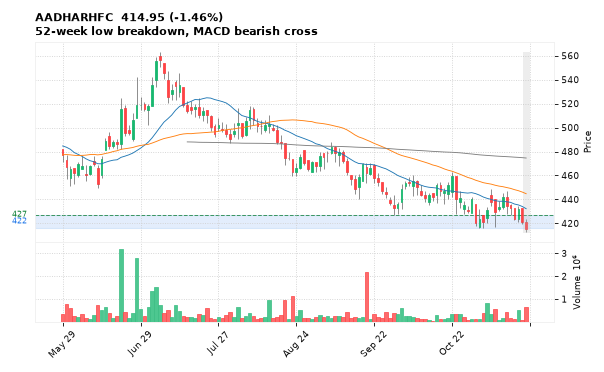 AADHARHFC 414.95 (-1.46%)
52-week low breakdown, MACD bearish cross
560
540
520
500
480
460
440
420
Price
427
422
3
2
1
Volume 10^6
May 29
Jun 29
Jul 27
Aug 24
Sep 22
Oct 22